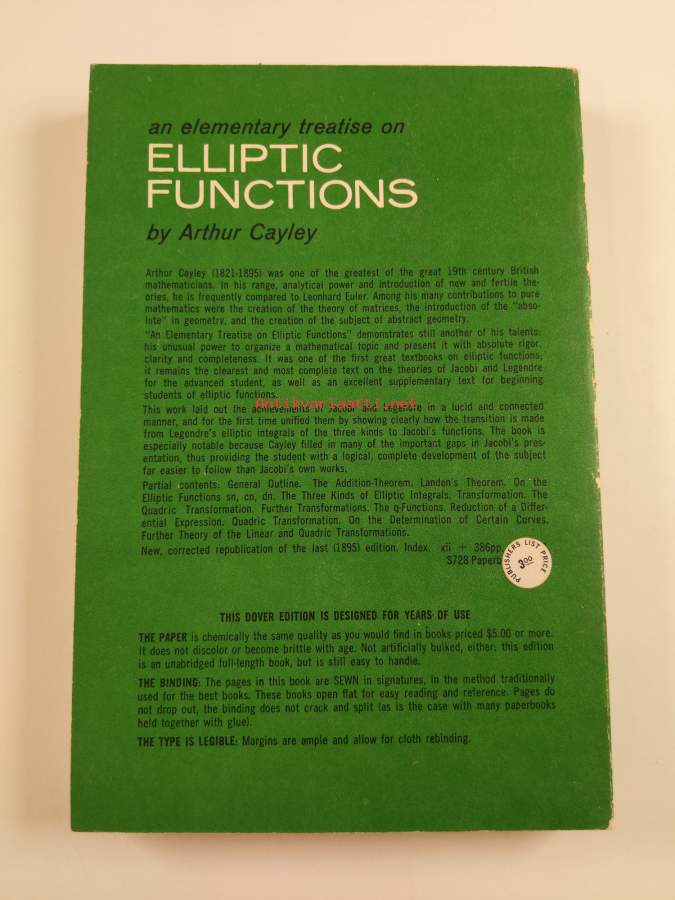 an elementary treatise on
ELLIPTIC
FUNCTIONS
by Arthur Cayley
Arthur Cayley (1821-1895) was one of the greatest of the great 19th century British
mathematicians. In his range, analytical power and introduction of new and fertile the-
ories, he is frequently compared to Leonhard Euler. Among his many contributions to pure
mathematics were the creation of the theory of matrices, the introduction of the "abso-
lute" in geometry, and the creation of the subject of abstract geometry.
"An Elementary Treatise on Elliptic Functions" demonstrates still another of his talents:
his unusual power to organize a mathematical topic and present it with absolute rigor,
clarity and completeness. It was one of the first great textbooks on elliptic functions;
it remains the clearest and most complete text on the theories of Jacobi and Legendre
for the advanced student, as well as an excellent supplementary text for beginning
students of elliptic functions.
Antikvariaatti.net
This work laid out the achievements of Jacobi and Legendre in a lucid and connected
manner, and for the first time unified them by showing clearly how the transition is made
from Legendre's elliptic integrals of the three kinds to Jacobi's functions. The book is
especially notable because Cayley filled in many of the important gaps in Jacobi's pres-
entation, thus providing the student with a logical, complete development of the subject
far easier to follow than Jacobi's own works.
Partial contents: General Outline. The Addition-Theorem. Landen's Theorem. On the
Elliptic Functions sn, cn, dn. The Three Kinds of Elliptic Integrals. Transformation. The
Quadric Transformation. Further Transformations. The q-Functions. Reduction of a Differ-
ential Expression. Quadric Transformation. On the Determination of Certain Curves.
Further Theory of the Linear and Quadric Transformations.
New, corrected republication of the last (1895) edition. Index. xii + 386pp.
S728 Paperb
PUBLISHERS LIST PRICE
3.00
THIS DOVER EDITION IS DESIGNED FOR YEARS OF USE
THE PAPER is chemically the same quality as you would find in books priced $5.00 or more.
It does not discolor or become brittle with age. Not artificially bulked, either; this edition
is an unabridged full-length book, but is still easy to handle.
THE BINDING: The pages in this book are SEWN in signatures, in the method traditionally
used for the best books. These books open flat for easy reading and reference. Pages do
not drop out, the binding does not crack and split (as is the case with many paperbooks
held together with glue).
THE TYPE IS LEGIBLE: Margins are ample and allow for cloth rebinding.